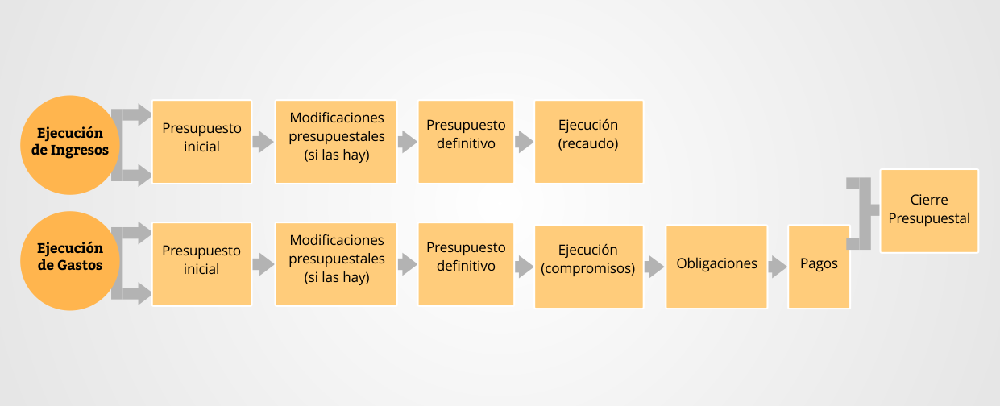 Ejecución
de Ingresos
Presupuesto
inicial
Modificaciones
presupuestales
(si las hay)
Presupuesto
definitivo
Ejecución
(recaudo)
Ejecución
de Gastos
Presupuesto
inicial
Modificaciones
presupuestales
(si las hay)
Presupuesto
definitivo
Ejecución
(compromisos)
Obligaciones
Pagos
Cierre
Presupuestal